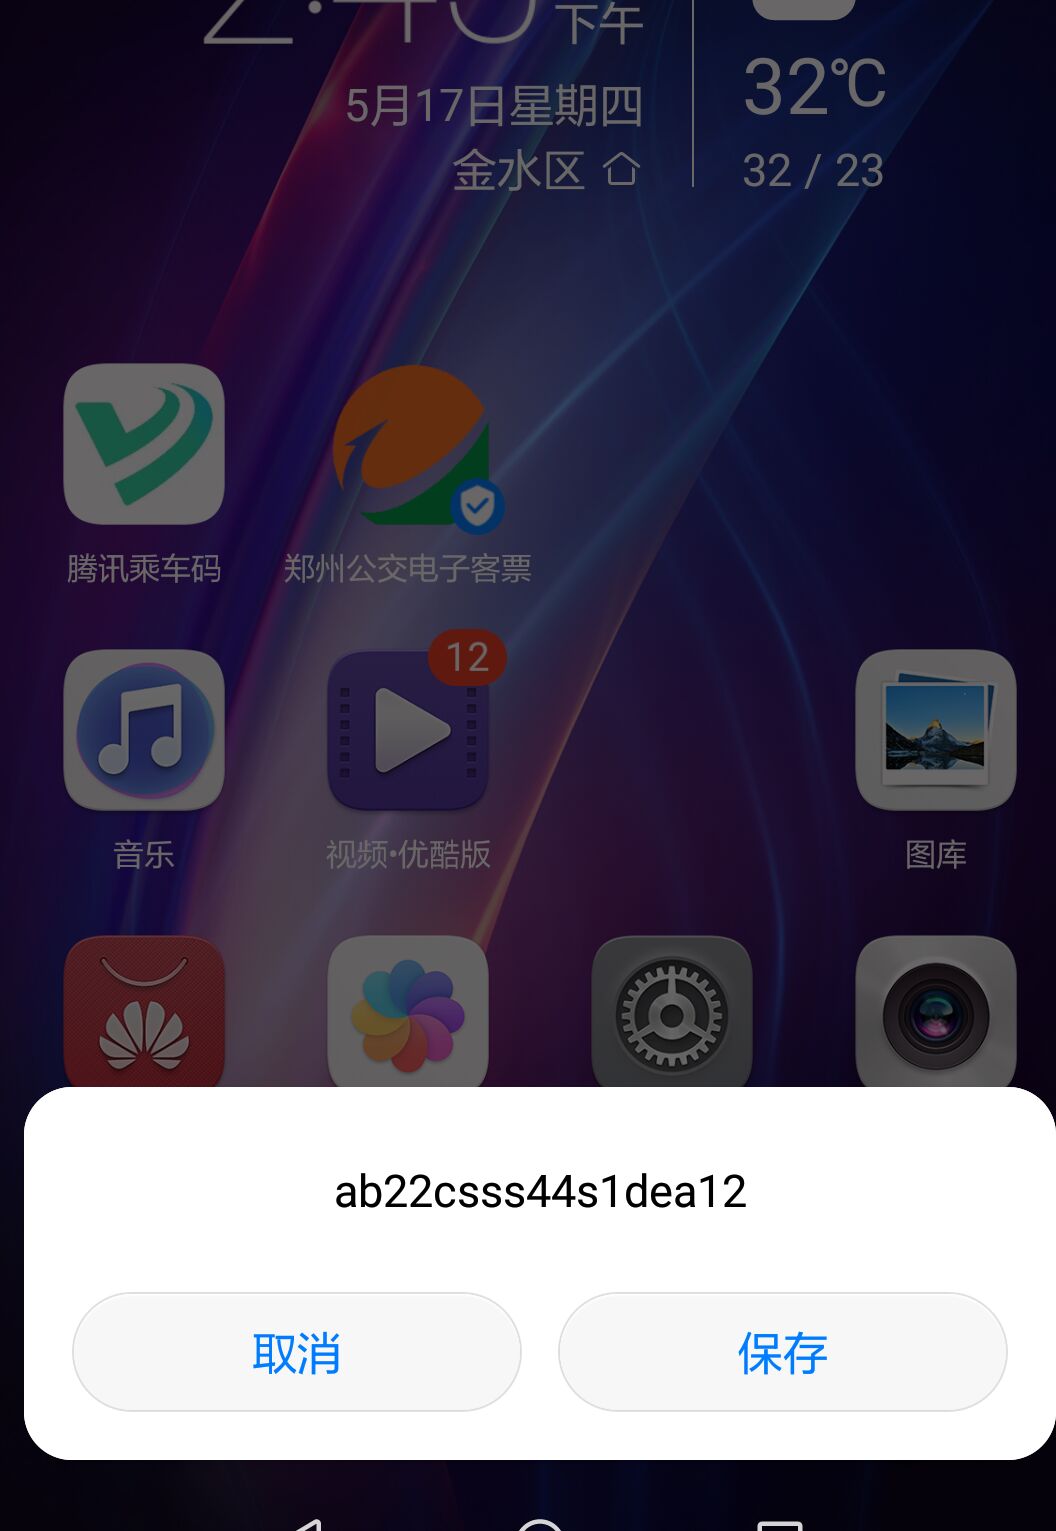 下午
5月17日星期四
金水区
32℃
32 / 23
腾讯乘车码
郑州公交电子客票
12
音乐
视频•优酷版
图库
ab22csss44s1dea12
取消
保存